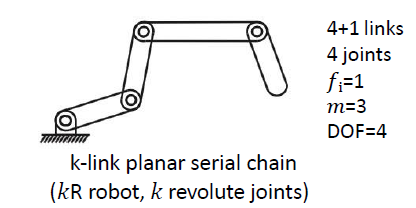 4+1 links
4 joints
fᵢ=1
m=3
DOF=4
k-link planar serial chain
(kR robot, k revolute joints)